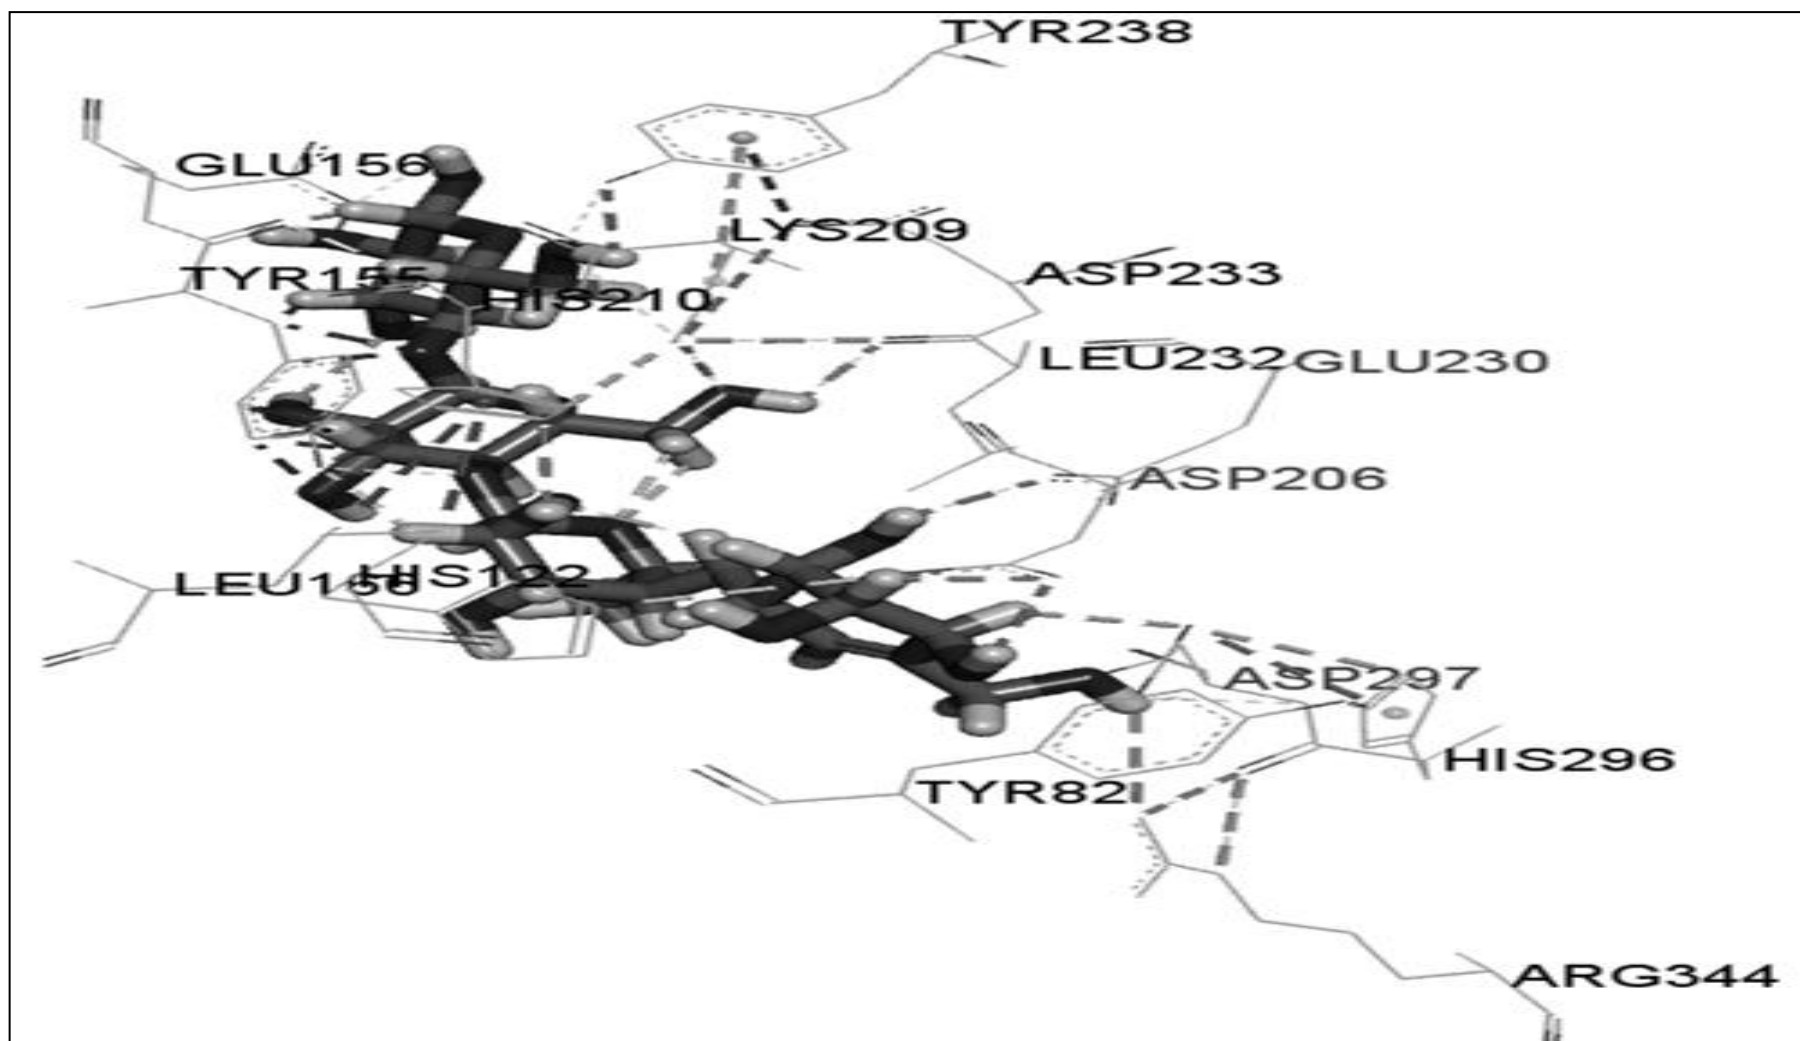 TYR238
GLU156
LYS209
ASP233
TYR155
HIS210
LEU232
GLU230
ASP206
LEU158
HIS122
ASP297
HIS296
TYR82
ARG344